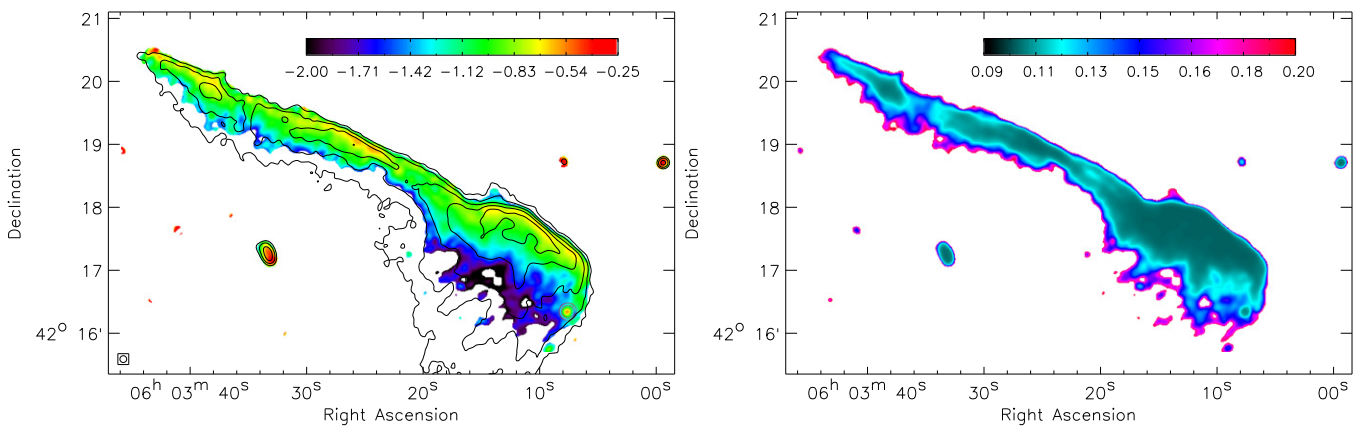 21
20
19
18
17
42° 16'
Declination
−2.00 −1.71 −1.42 −1.12 −0.83 −0.54 −0.25
06h 03m 40s 30s 20s 10s 00s
Right Ascension
21
20
19
18
17
42° 16'
Declination
0.09 0.11 0.13 0.15 0.16 0.18 0.20
06h 03m 40s 30s 20s 10s 00s
Right Ascension